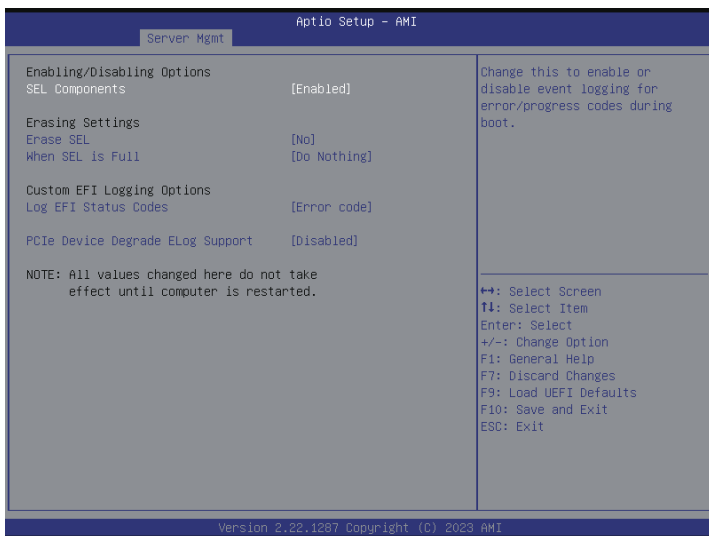 Aptio Setup - AMI
Server Mgmt
Enabling/Disabling Options
SEL Components [Enabled]
Erasing Settings
Erase SEL [No]
When SEL is Full [Do Nothing]
Custom EFI Logging Options
Log EFI Status Codes [Error code]
PCIe Device Degrade ELog Support [Disabled]
NOTE: All values changed here do not take
effect until computer is restarted.
Change this to enable or
disable event logging for
error/progress codes during
boot.
↔: Select Screen
↑↓: Select Item
Enter: Select
+/-: Change Option
F1: General Help
F7: Discard Changes
F9: Load UEFI Defaults
F10: Save and Exit
ESC: Exit
Version 2.22.1287 Copyright (C) 2023 AMI